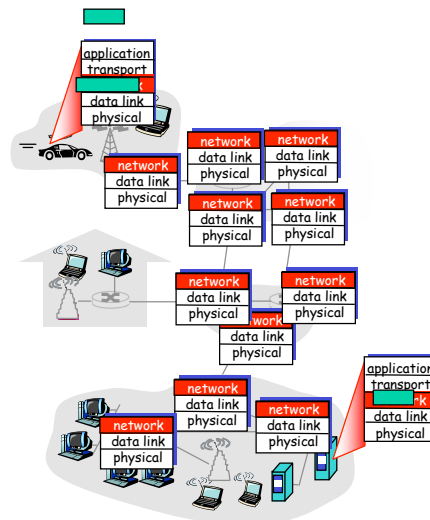 application
transport
data link
physical
network
data link
physical
network
data link
physical
network
data link
physical
network
data link
physical
network
data link
physical
network
data link
physical
network
data link
physical
data link
physical
application
transport
data link
physical
network
data link
physical
network
data link
physical
network
data link
physical